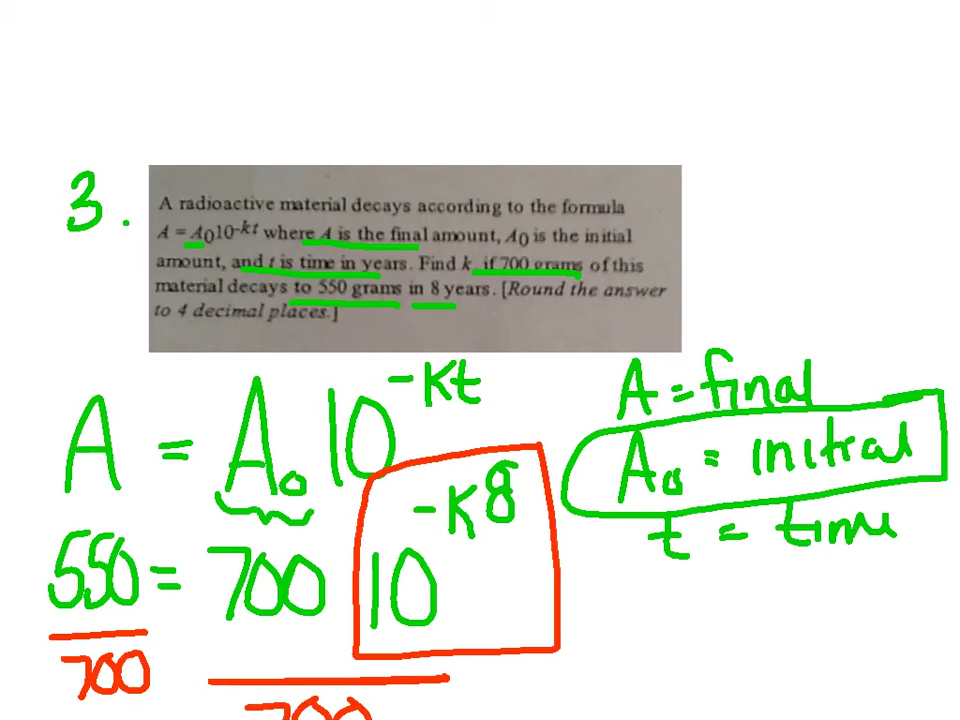 3.
A radioactive material decays according to the formula
A = A010-kt where A is the final amount, A0 is the initial
amount, and t is time in years. Find k, if 700 grams of this
material decays to 550 grams in 8 years. [Round the answer
to 4 decimal places.]
A = A0 10^-Kt
A = final
A0 = initial
t = time
550 = 700 10^-K8
700 700